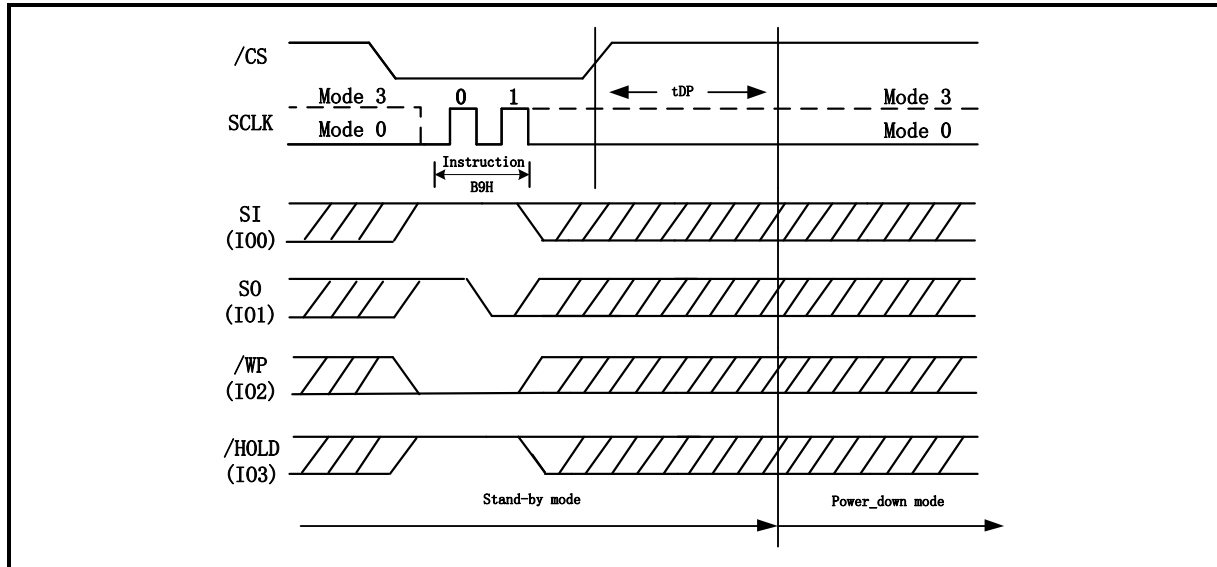 /CS
tDP
Mode 3 0 1 Mode 3
SCLK
Mode 0 Mode 0
Instruction
B9H
SI
(IO0)
SO
(IO1)
/WP
(IO2)
/HOLD
(IO3)
Stand-by mode Power_down mode